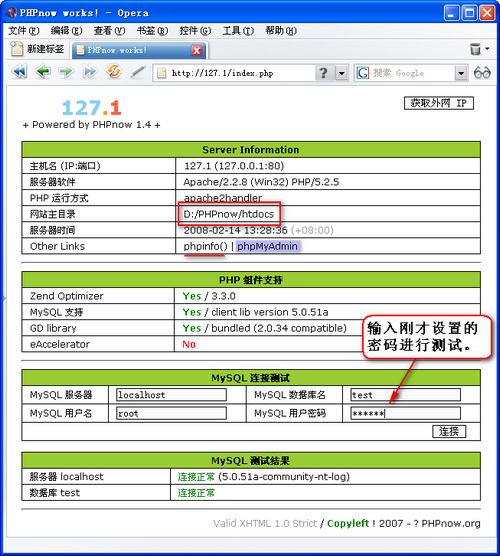 PHPnow works! - Opera
文件(F) 编辑(E) 查看(V) 书签(B) 控件(G) 工具(T) 帮助(H)
新建标签 PHPnow works!
http://127.1/index.php ? 搜索 Google
127.1
获取外网 IP
+ Powered by PHPnow 1.4 +
Server Information
主机名 (IP:端口) 127.1 (127.0.0.1:80)
服务器软件 Apache/2.2.8 (Win32) PHP/5.2.5
PHP 运行方式 apache2handler
网站主目录 D:/PHPnow/htdocs
服务器时间 2008-02-14 13:28:36 (+08:00)
Other Links phpinfo() | phpMyAdmin
PHP 组件支持
Zend Optimizer Yes / 3.3.0
MySQL 支持 Yes / client lib version 5.0.51a
GD library Yes / bundled (2.0.34 compatible)
eAccelerator No
输入刚才设置的
密码进行测试。
MySQL 连接测试
MySQL 服务器 localhost MySQL 数据库名 test
MySQL 用户名 root MySQL 用户密码 ******
连接
MySQL 测试结果
服务器 localhost 连接正常 (5.0.51a-community-nt-log)
数据库 test 连接正常
Valid XHTML 1.0 Strict / Copyleft ! 2007 - ? PHPnow.org